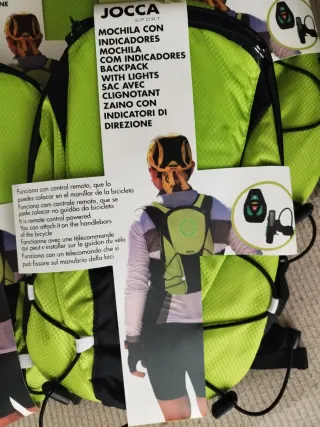 NE
JOCCA
SPORT
MOCHILA CON
INDICADORES
MOCHILA
COM INDICADORES
BACKPACK
WITH LIGHTS
SAC AVEC
CLIGNOTANT
ZAINO CON
INDICATORI DI
DIREZIONE
Funciona con control remoto, que lo
puedes colocar en el manillar de la bicicleta
Funciona com controle remoto, que se
pode colocar no guidão da bicicleta
It is remote control powered
You can attach it on the handlebars
of the bicycle
Fonctionne avec une télécommande
qui peut s'installer sur le guidon du vélo
Funziona con un telecomando che si
può fissare sul manubrio della bici